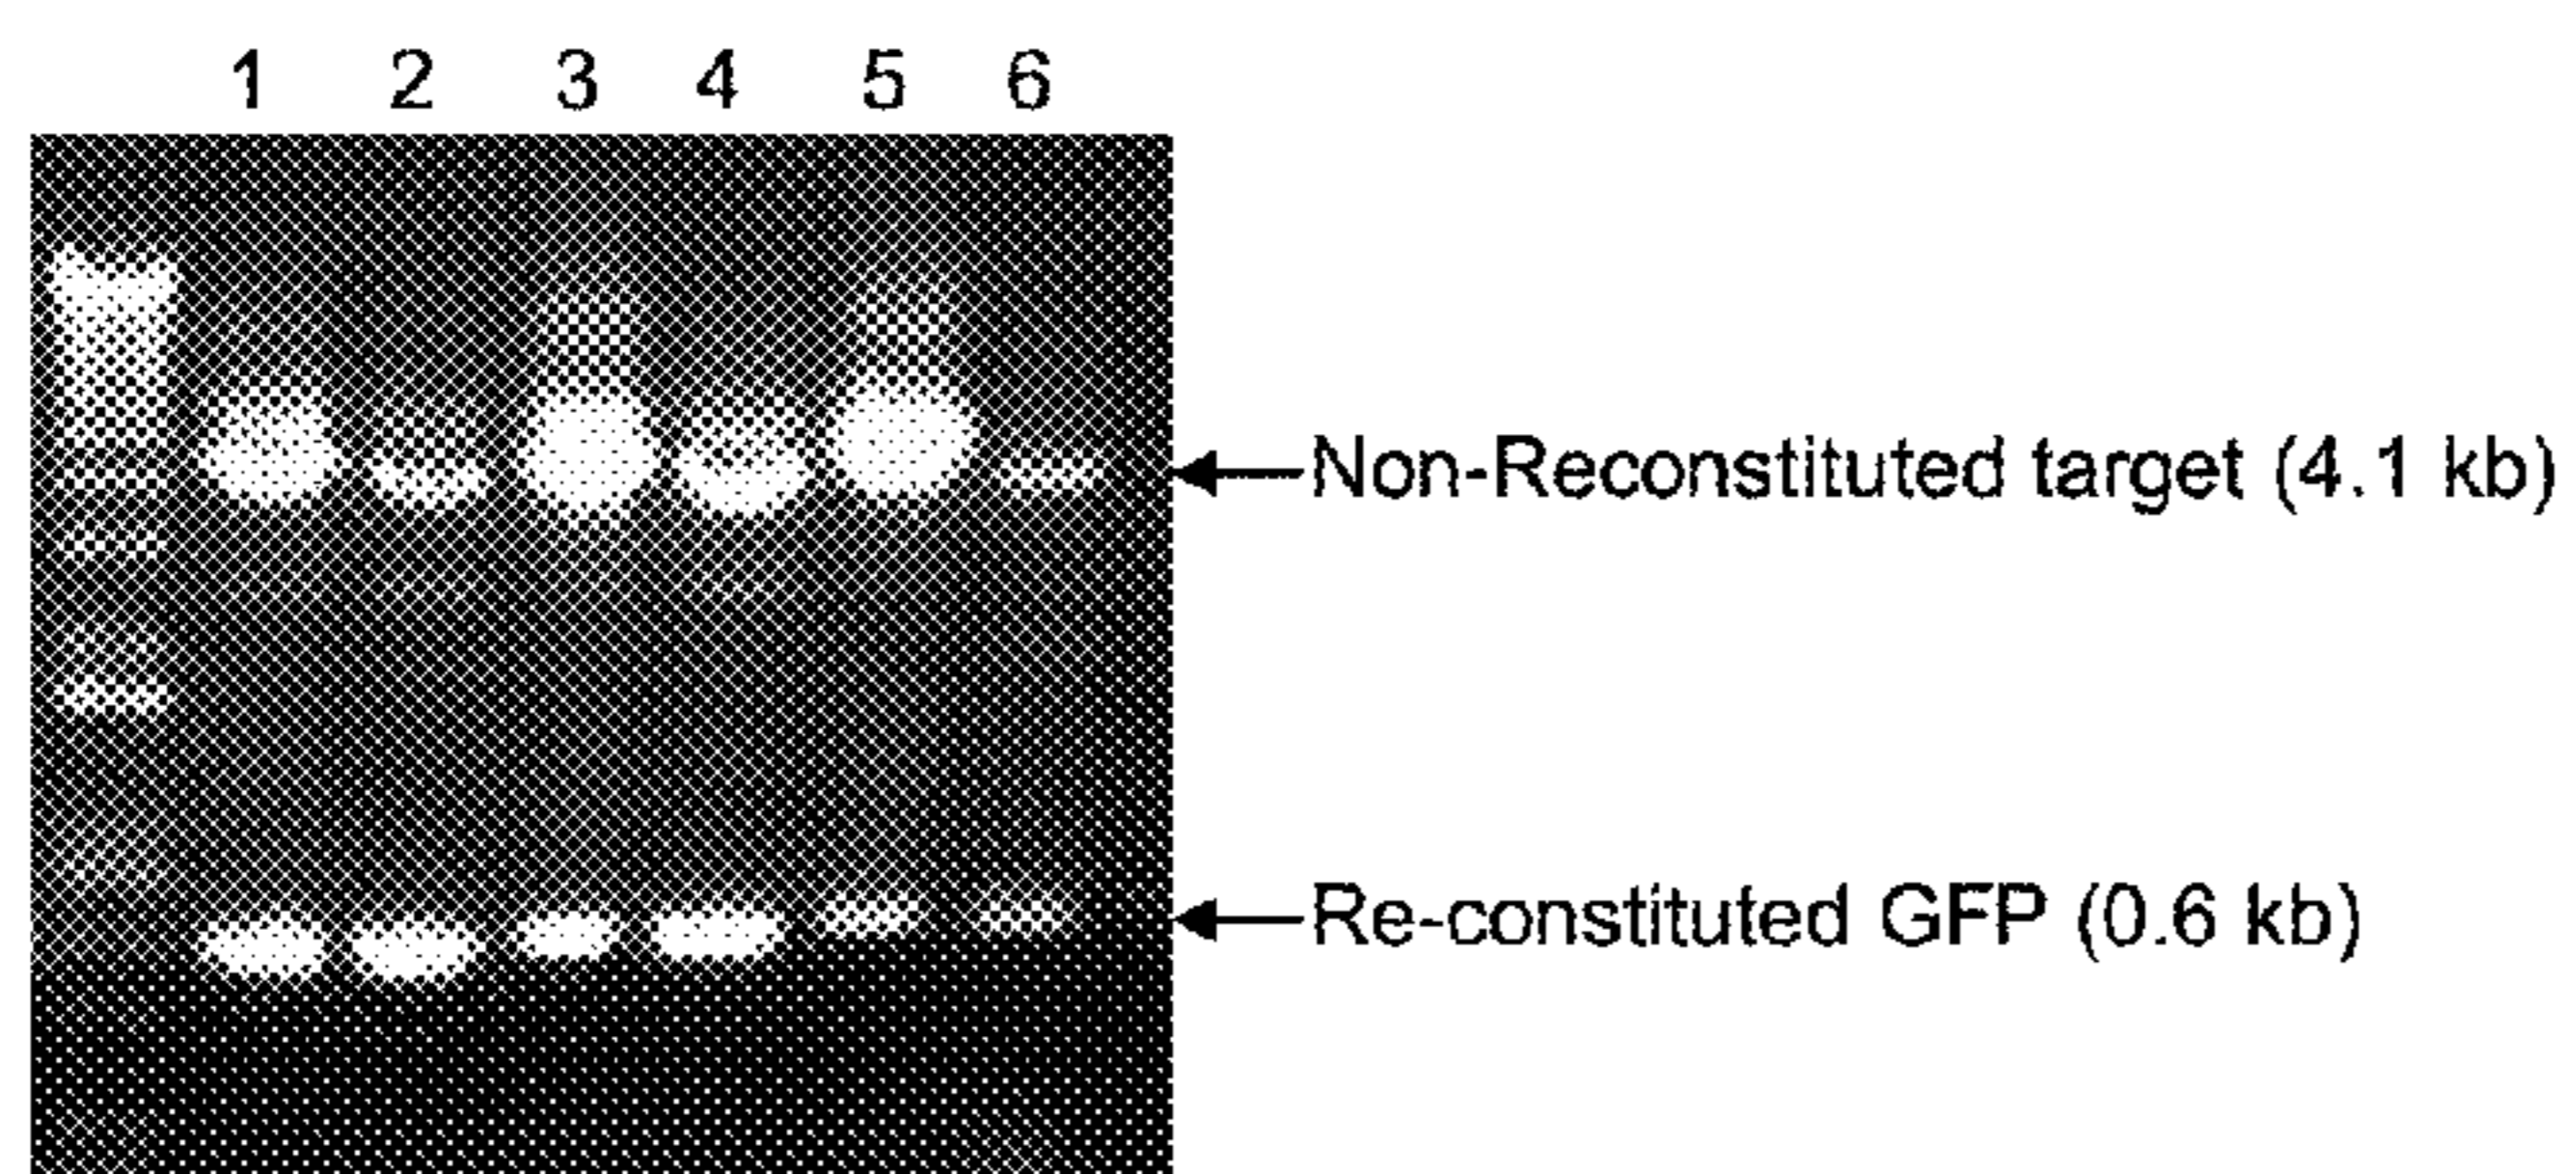 1 2 3 4 5 6
Non-Reconstituted target (4.1 kb)
Re-constituted GFP (0.6 kb)